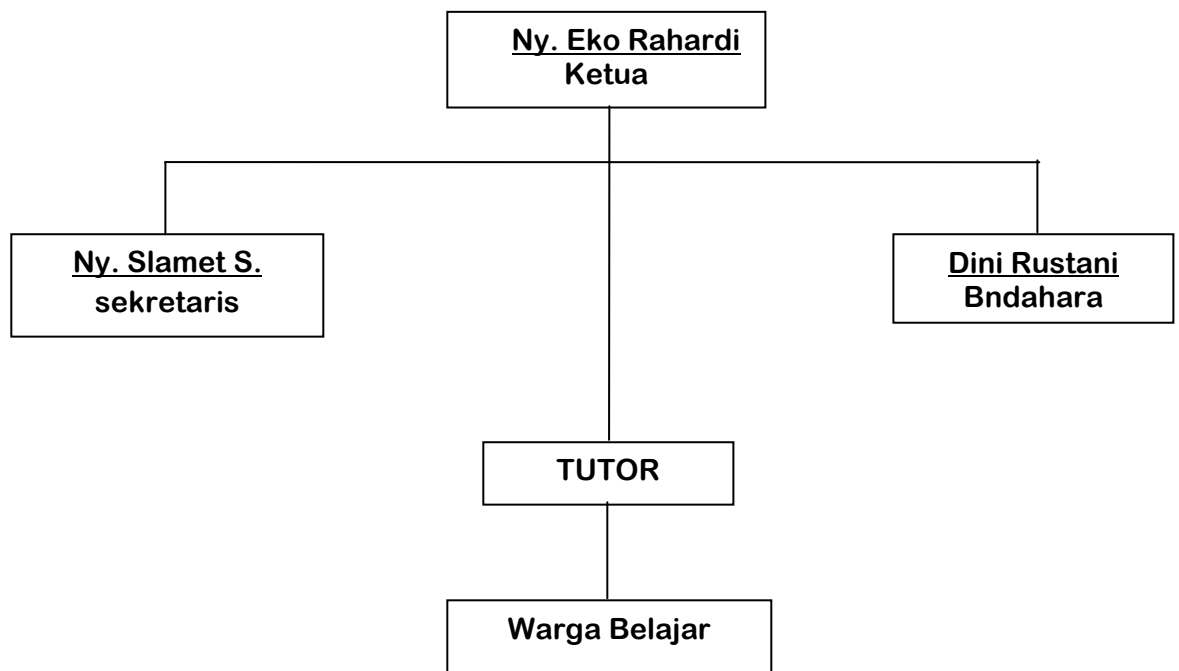 Ny. Eko Rahardi
Ketua
Ny. Slamet S.
sekretaris
Dini Rustani
Bndahara
TUTOR
Warga Belajar